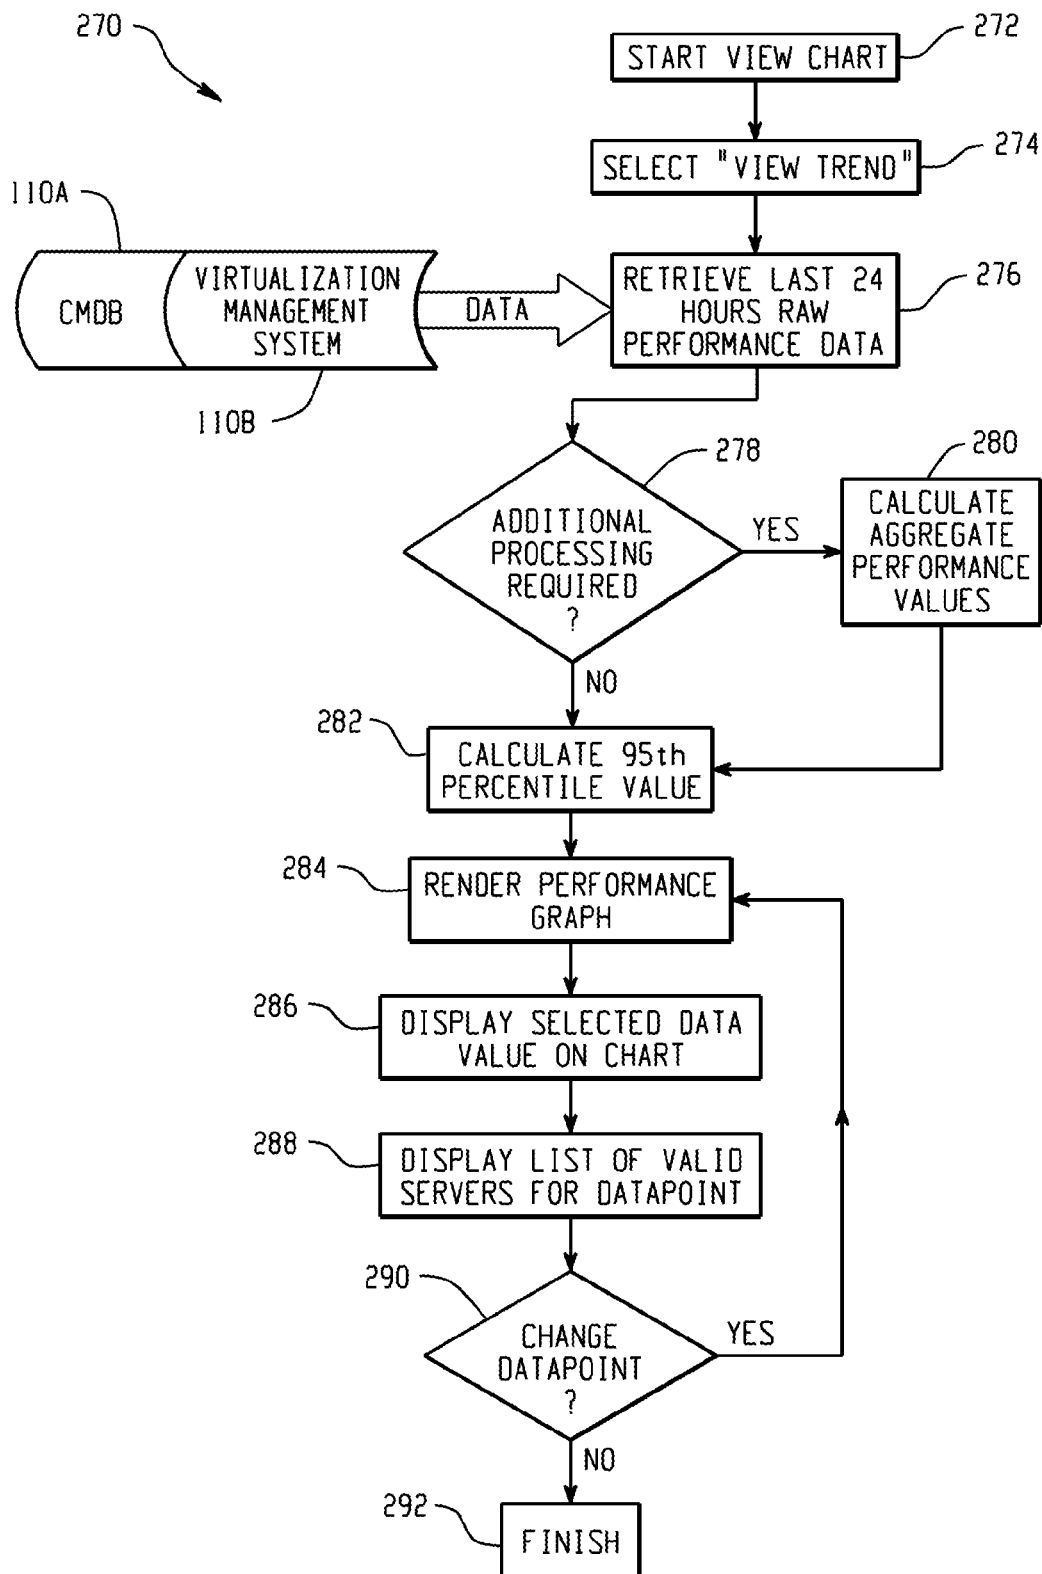 270
272
START VIEW CHART
274
SELECT "VIEW TREND"
110A
CMDB
VIRTUALIZATION
MANAGEMENT
SYSTEM
110B
DATA
276
RETRIEVE LAST 24
HOURS RAW
PERFORMANCE DATA
278
ADDITIONAL
PROCESSING
REQUIRED
?
YES
280
CALCULATE
AGGREGATE
PERFORMANCE
VALUES
NO
282
CALCULATE 95th
PERCENTILE VALUE
284
RENDER PERFORMANCE
GRAPH
286
DISPLAY SELECTED DATA
VALUE ON CHART
288
DISPLAY LIST OF VALID
SERVERS FOR DATAPOINT
290
CHANGE
DATAPOINT
?
YES
NO
292
FINISH